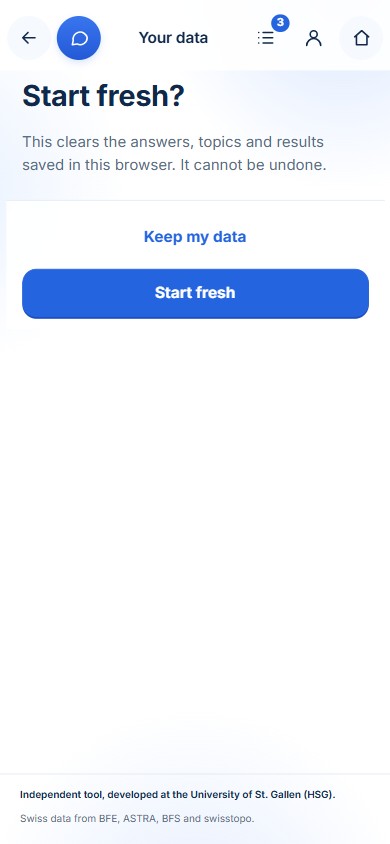 Your data
3
Start fresh?
This clears the answers, topics and results
saved in this browser. It cannot be undone.
Keep my data
Start fresh
Independent tool, developed at the University of St. Gallen (HSG).
Swiss data from BFE, ASTRA, BFS and swisstopo.